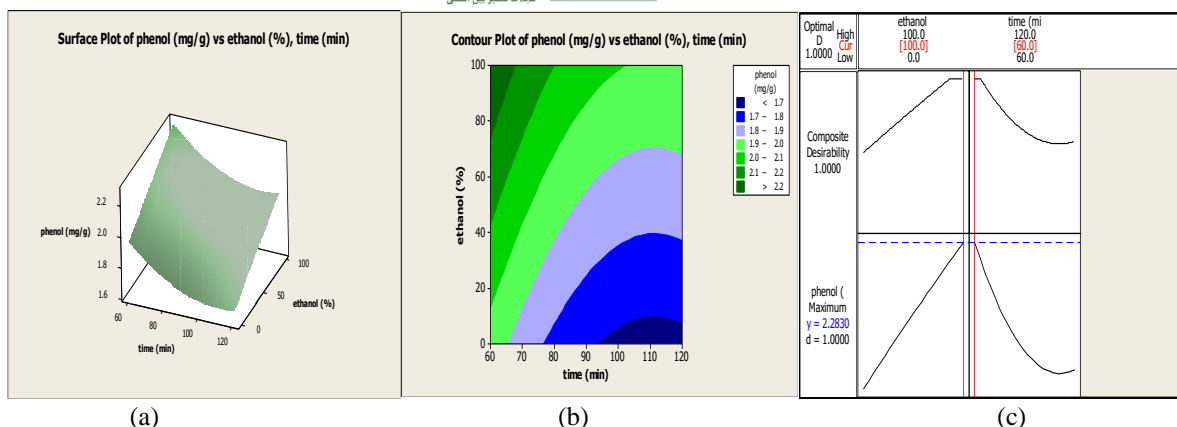 Surface Plot of phenol (mg/g) vs ethanol (%), time (min)
phenol (mg/g)
2.2
2.0
1.8
1.6
60
80
100
120
time (min)
100
50
0
ethanol (%)
(a)
Contour Plot of phenol (mg/g) vs ethanol (%), time (min)
ethanol (%)
100
80
60
40
20
0
60 70 80 90 100 110 120
time (min)
phenol
(mg/g)
< 1.7
1.7 – 1.8
1.8 – 1.9
1.9 – 2.0
2.0 – 2.1
2.1 – 2.2
> 2.2
(b)
Optimal
D
1.0000
High
Cur
Low
ethanol
100.0
[100.0]
0.0
time (mi
120.0
[60.0]
60.0
Composite
Desirability
1.0000
phenol (
Maximum
y = 2.2830
d = 1.0000
(c)